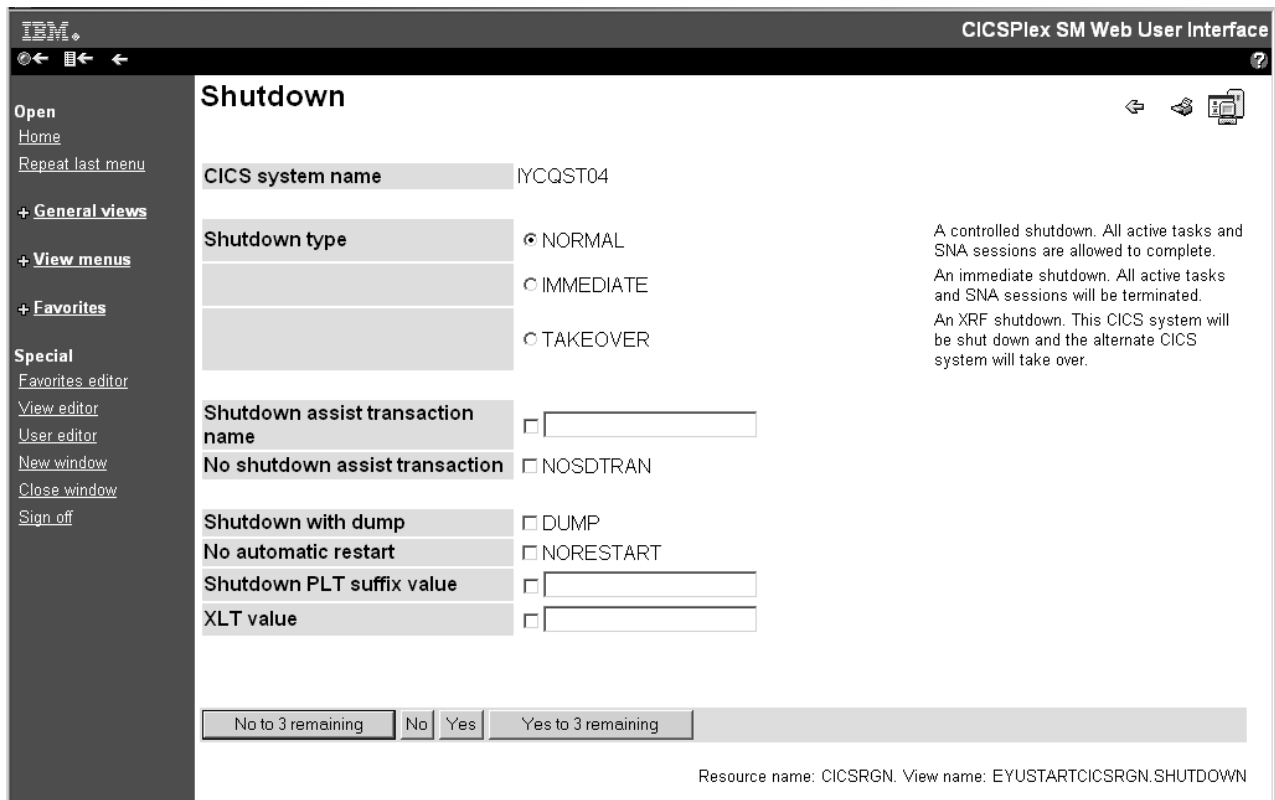 IBM.
CICSPlex SM Web User Interface
?
Open
Home
Repeat last menu
+ General views
+ View menus
+ Favorites
Special
Favorites editor
View editor
User editor
New window
Close window
Sign off
Shutdown
CICS system name IYCQST04
Shutdown type NORMAL
A controlled shutdown. All active tasks and
SNA sessions are allowed to complete.
IMMEDIATE
An immediate shutdown. All active tasks
and SNA sessions will be terminated.
TAKEOVER
An XRF shutdown. This CICS system will
be shut down and the alternate CICS
system will take over.
Shutdown assist transaction
name
No shutdown assist transaction NOSDTRAN
Shutdown with dump DUMP
No automatic restart NORESTART
Shutdown PLT suffix value
XLT value
No to 3 remaining No Yes Yes to 3 remaining
Resource name: CICSRGN. View name: EYUSTARTCICSRGN.SHUTDOWN